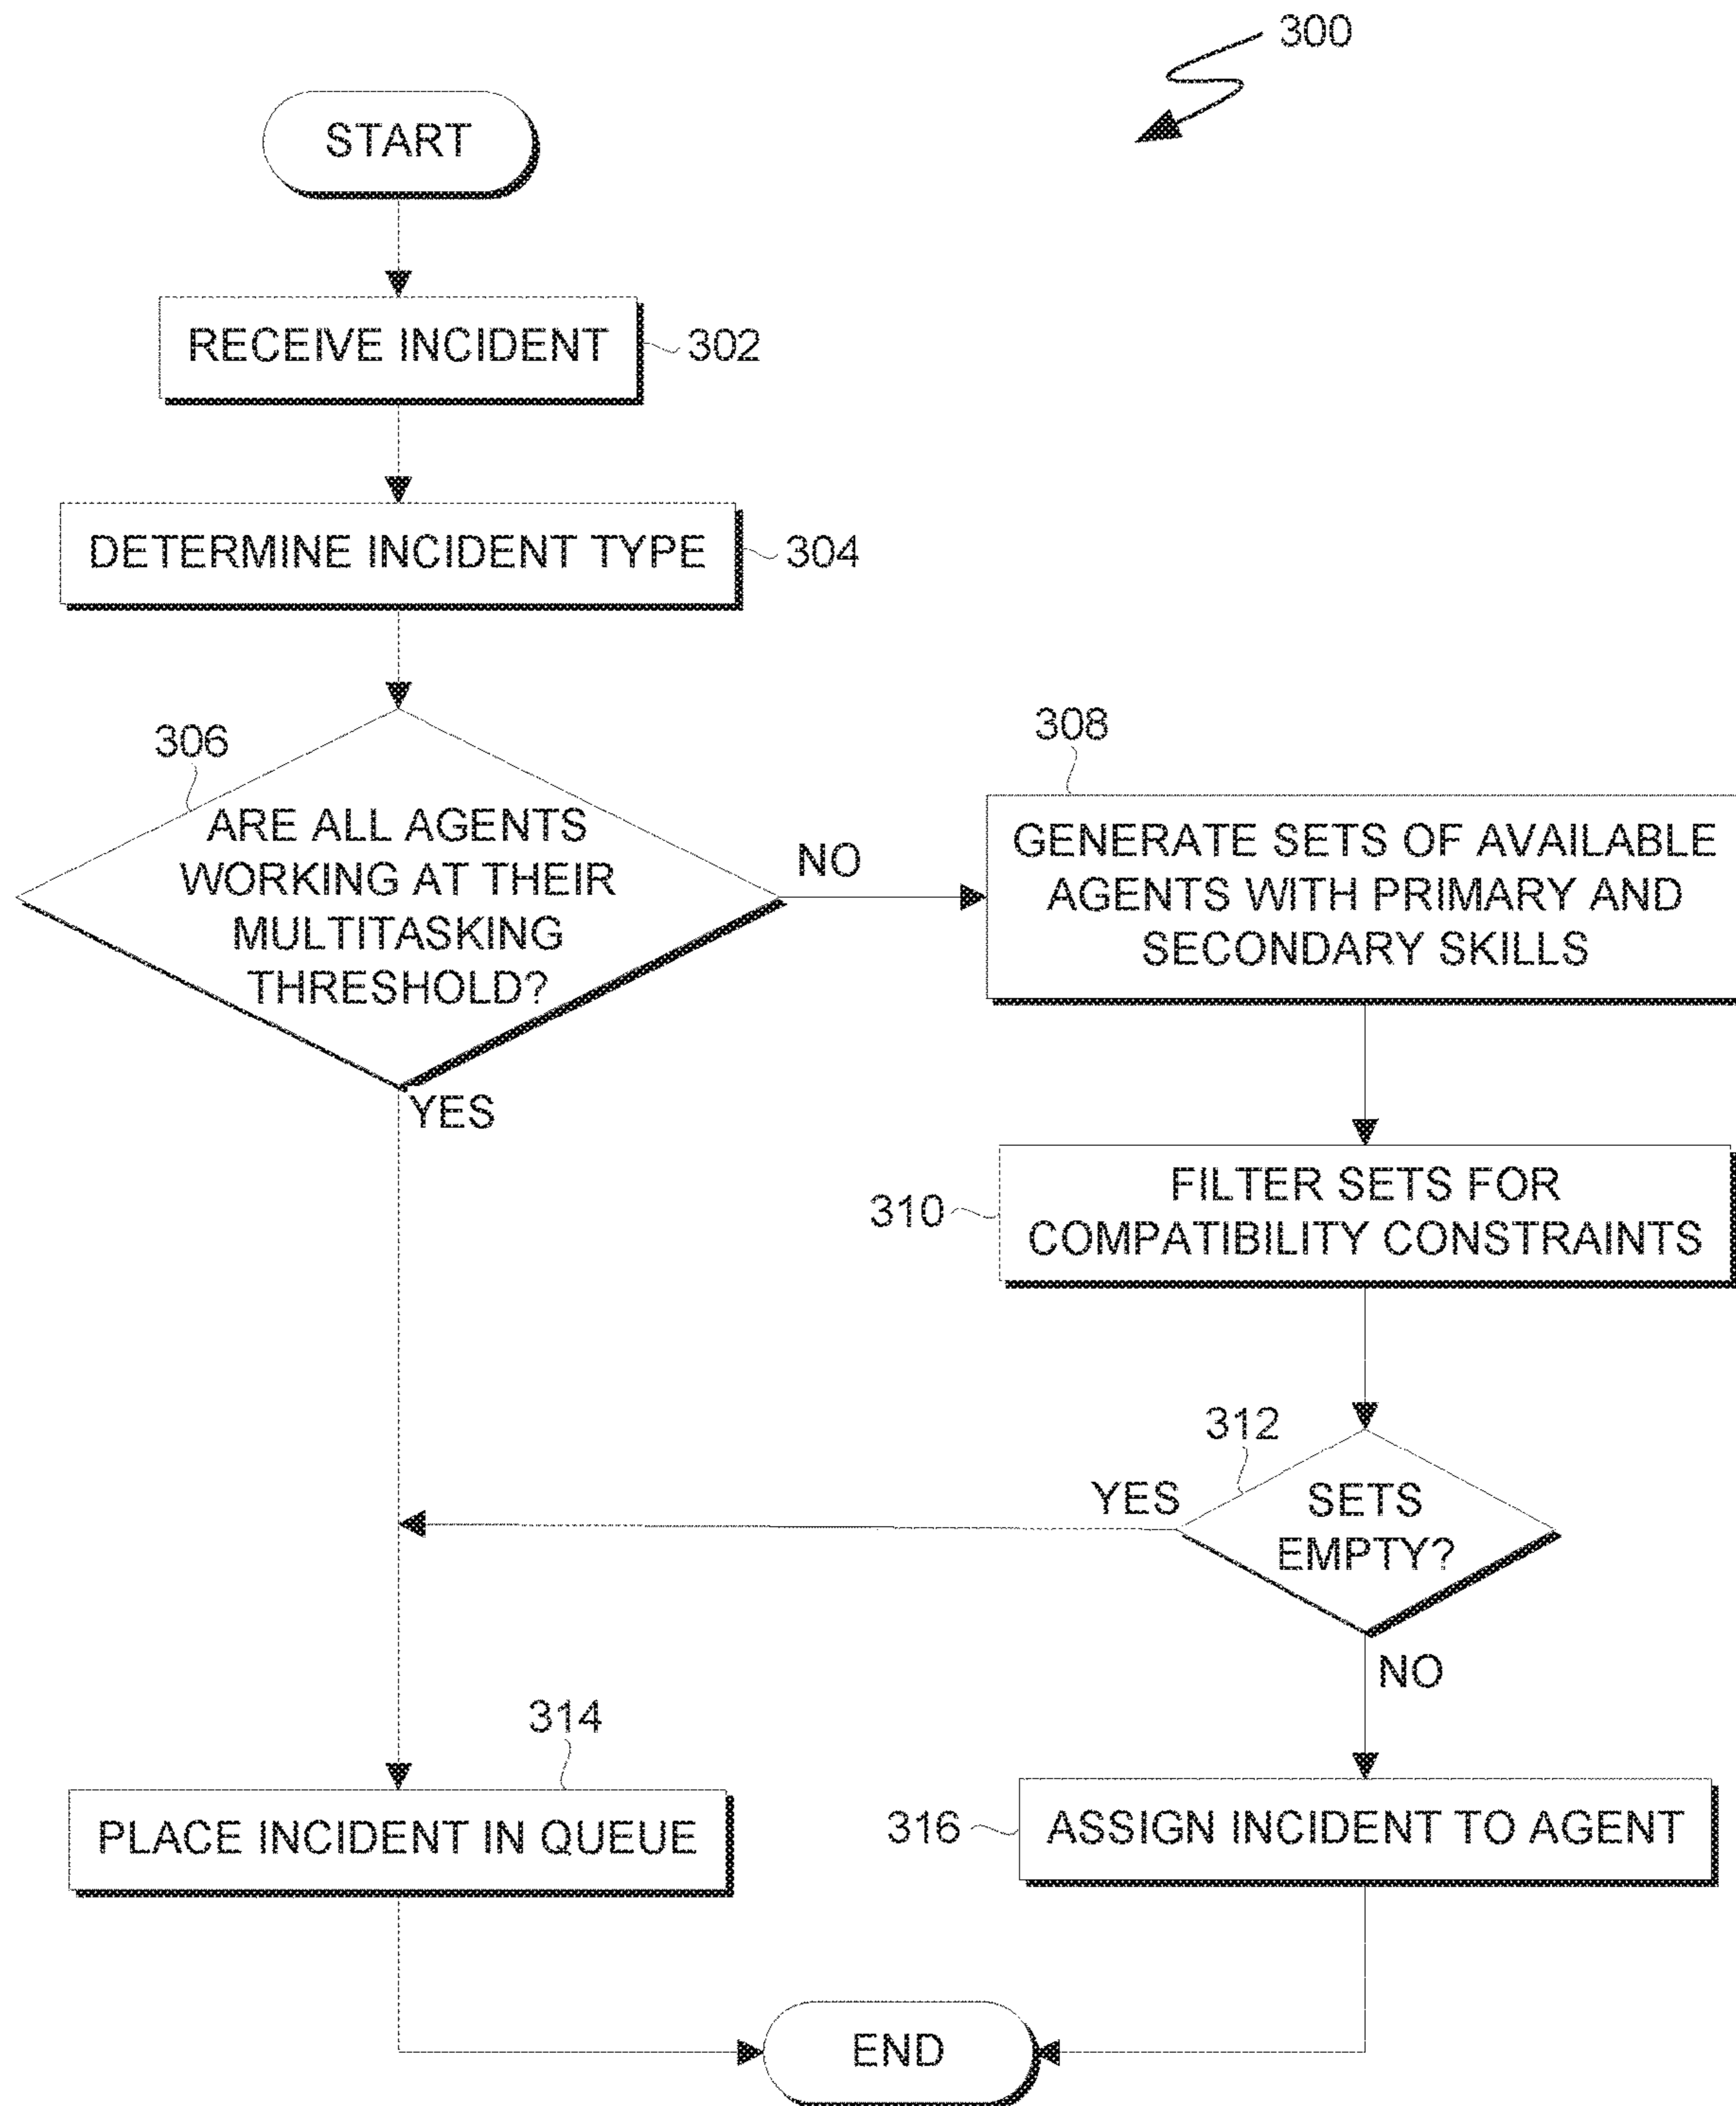 300
START
RECEIVE INCIDENT
302
DETERMINE INCIDENT TYPE
304
306
ARE ALL AGENTS
WORKING AT THEIR
MULTITASKING
THRESHOLD?
NO
YES
308
GENERATE SETS OF AVAILABLE
AGENTS WITH PRIMARY AND
SECONDARY SKILLS
310
FILTER SETS FOR
COMPATIBILITY CONSTRAINTS
312
SETS
EMPTY?
YES
NO
314
PLACE INCIDENT IN QUEUE
316
ASSIGN INCIDENT TO AGENT
END